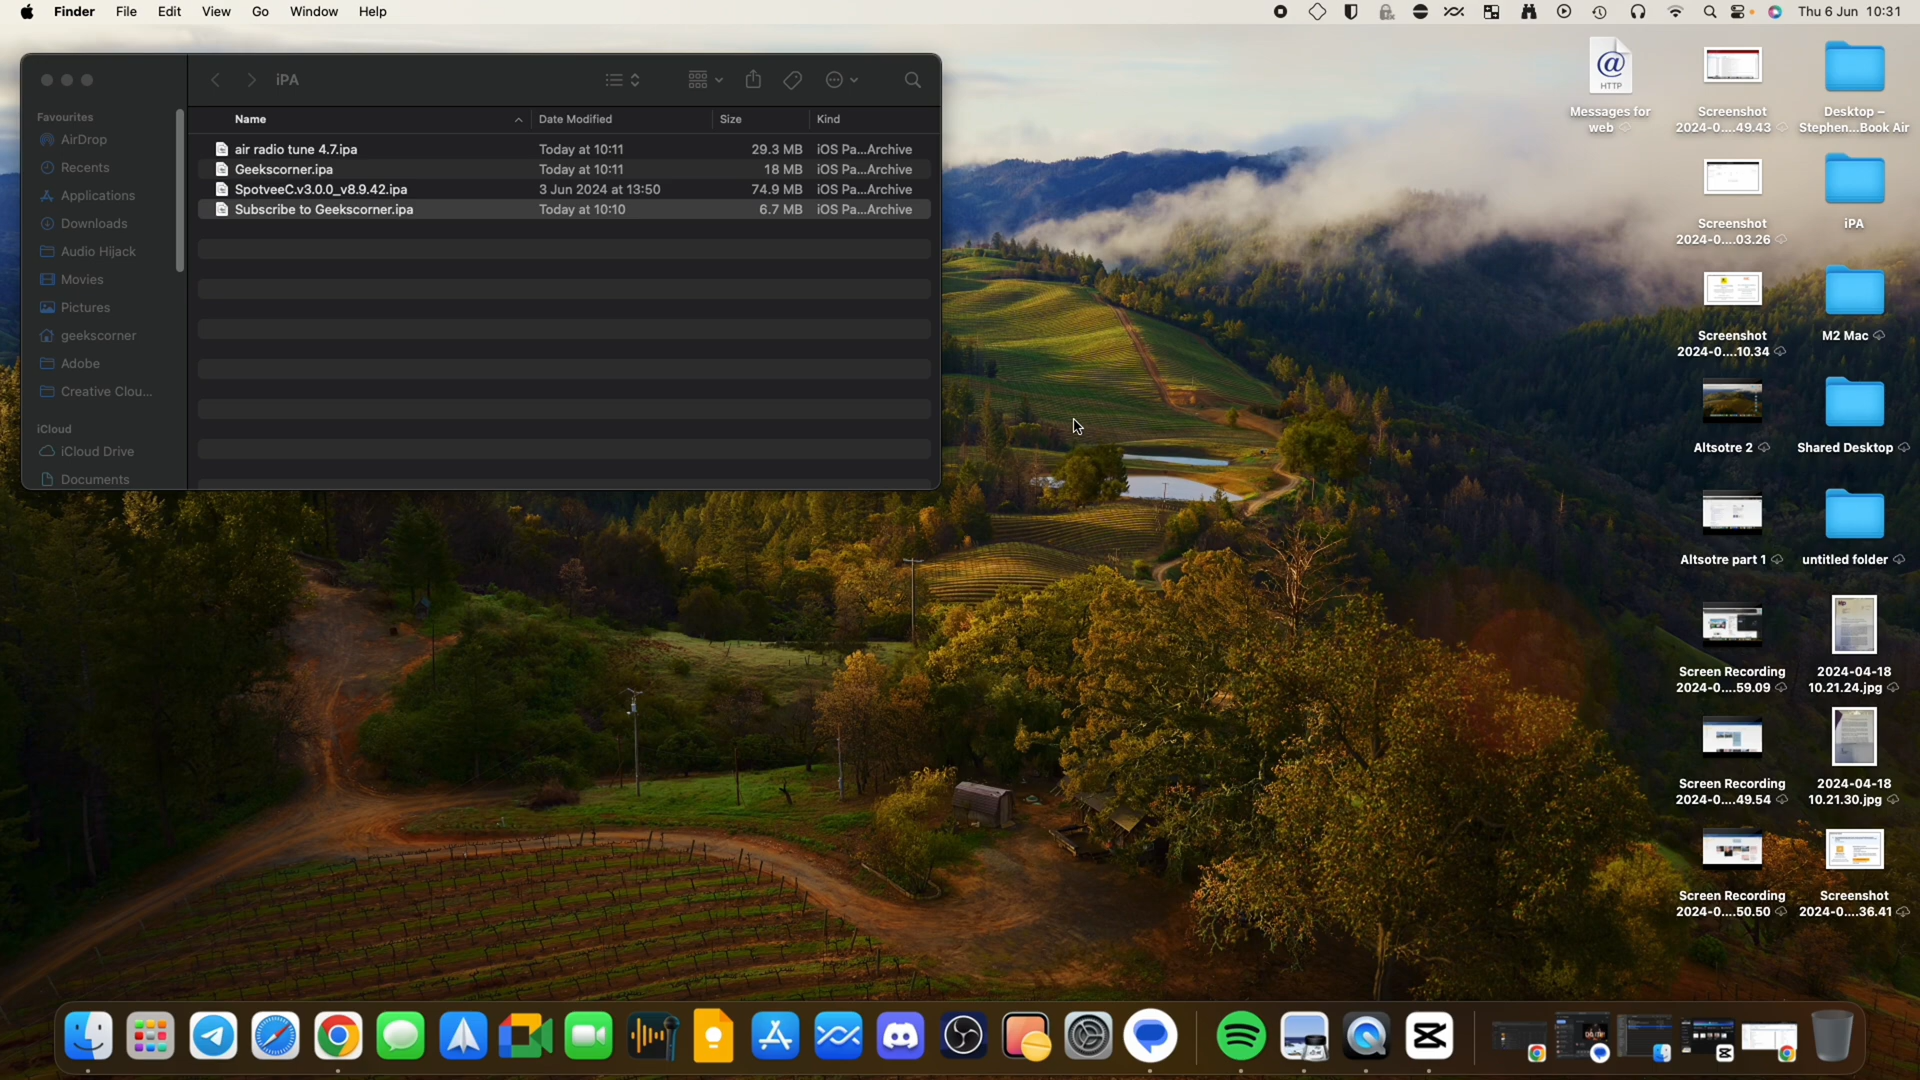 Finder File Edit View Go Window Help Thu 6 Jun 10:31
iPA
Favourites
AirDrop
Recents
Applications
Downloads
Audio Hijack
Movies
Pictures
geekscorner
Adobe
Creative Clou...
iCloud
iCloud Drive
Documents
Name Date Modified Size Kind
air radio tune 4.7.ipa Today at 10:11 29.3 MB iOS Pa...Archive
Geekscorner.ipa Today at 10:11 18 MB iOS Pa...Archive
SpotveeC.v3.0.0_v8.9.42.ipa 3 Jun 2024 at 13:50 74.9 MB iOS Pa...Archive
Subscribe to Geekscorner.ipa Today at 10:10 6.7 MB iOS Pa...Archive
@
HTTP
Messages for
web
Screenshot
2024-0....49.43
Desktop –
Stephen...Book Air
Screenshot
2024-0....03.26
iPA
Screenshot
2024-0....10.34
M2 Mac
Altsotre 2
Shared Desktop
Altsotre part 1
untitled folder
Screen Recording
2024-0....59.09
2024-04-18
10.21.24.jpg
Screen Recording
2024-0....49.54
2024-04-18
10.21.30.jpg
Screen Recording
2024-0....50.50
Screenshot
2024-0....36.41